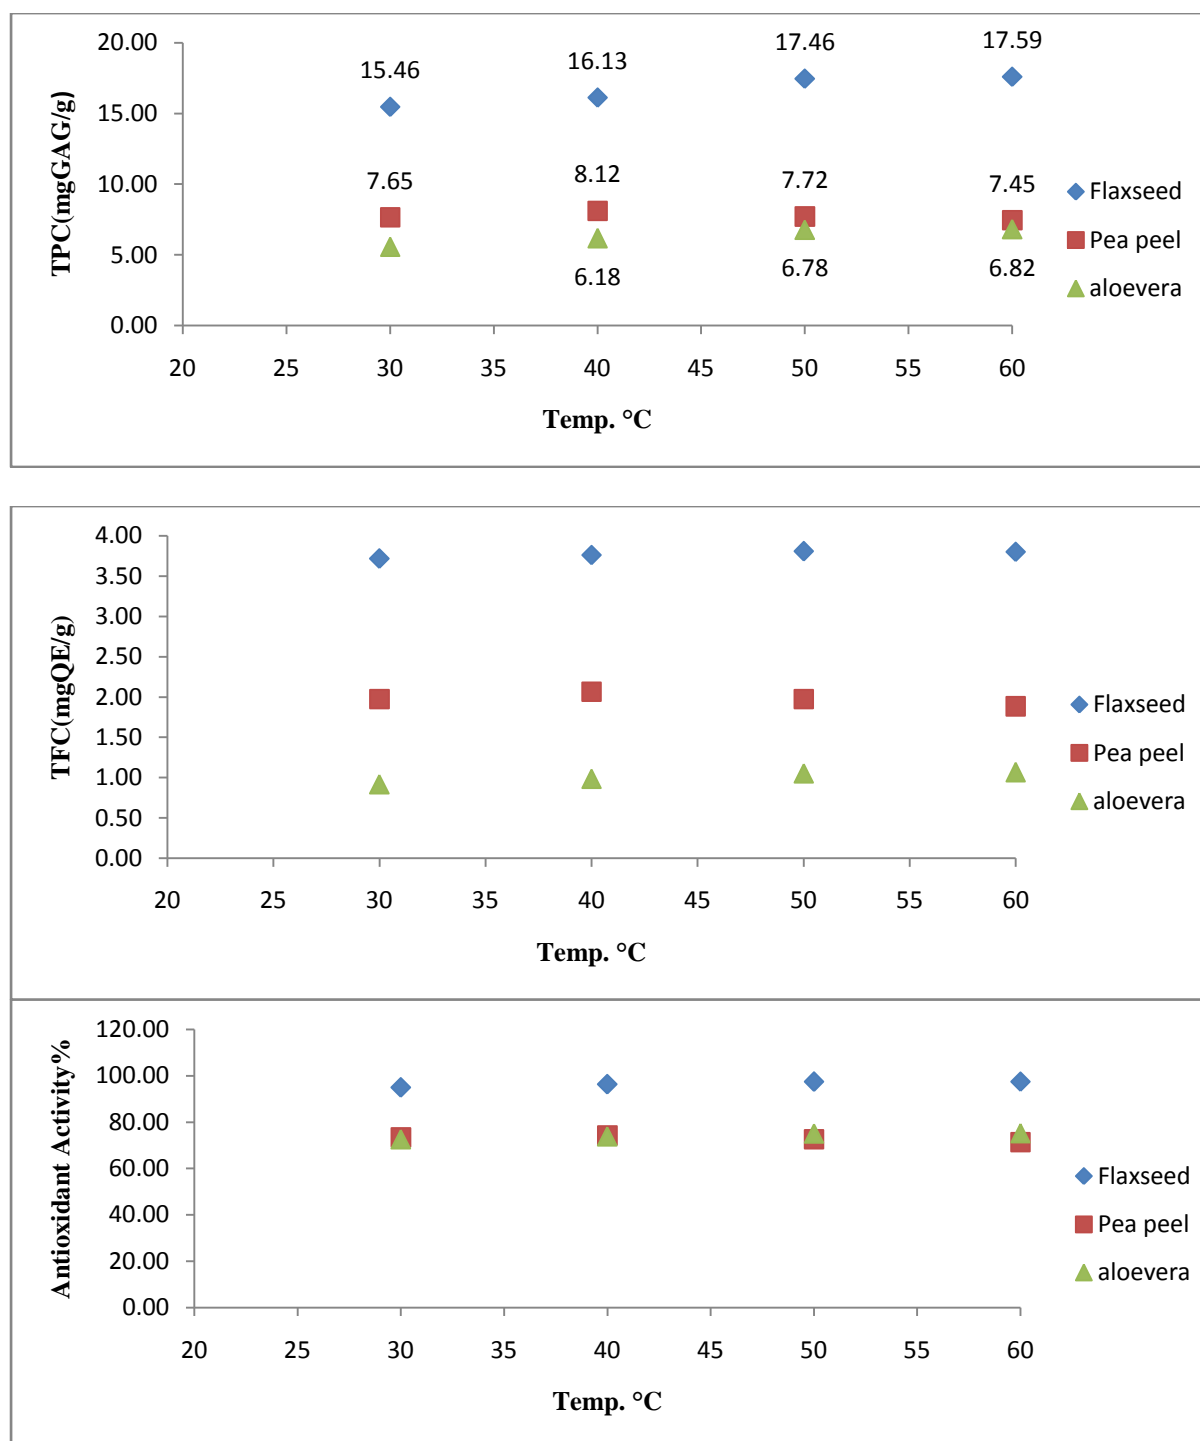 TPC(mgGAG/g)
20.00
15.00
10.00
5.00
0.00
15.46
16.13
17.46
17.59
7.65
8.12
7.72
7.45
6.18
6.78
6.82
Flaxseed
Pea peel
aloevera
20 25 30 35 40 45 50 55 60
Temp. °C
TFC(mgQE/g)
4.00
3.50
3.00
2.50
2.00
1.50
1.00
0.50
0.00
Flaxseed
Pea peel
aloevera
20 25 30 35 40 45 50 55 60
Temp. °C
Antioxidant Activity%
120.00
100.00
80.00
60.00
40.00
20.00
0.00
Flaxseed
Pea peel
aloevera
20 25 30 35 40 45 50 55 60
Temp. °C